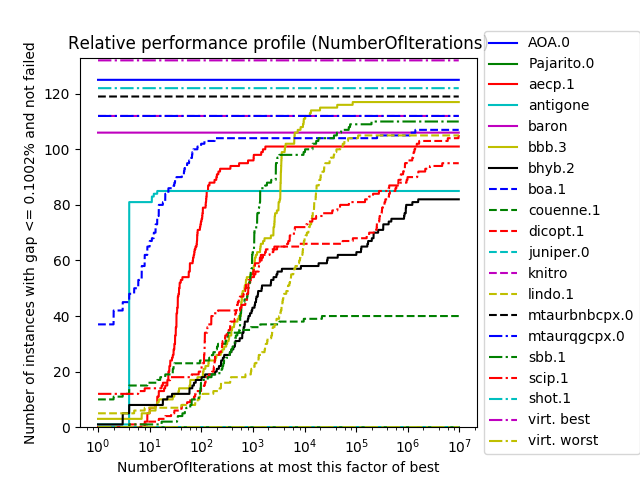 Relative performance profile (NumberOfIterations)
Number of instances with gap <= 0.1002% and not failed
120
100
80
60
40
20
0
10^0 10^1 10^2 10^3 10^4 10^5 10^6 10^7
NumberOfIterations at most this factor of best
AOA.0
Pajarito.0
aecp.1
antigone
baron
bbb.3
bhyb.2
boa.1
couenne.1
dicopt.1
juniper.0
knitro
lindo.1
mtaurbnbcpx.0
mtaurqgcpx.0
sbb.1
scip.1
shot.1
virt. best
virt. worst